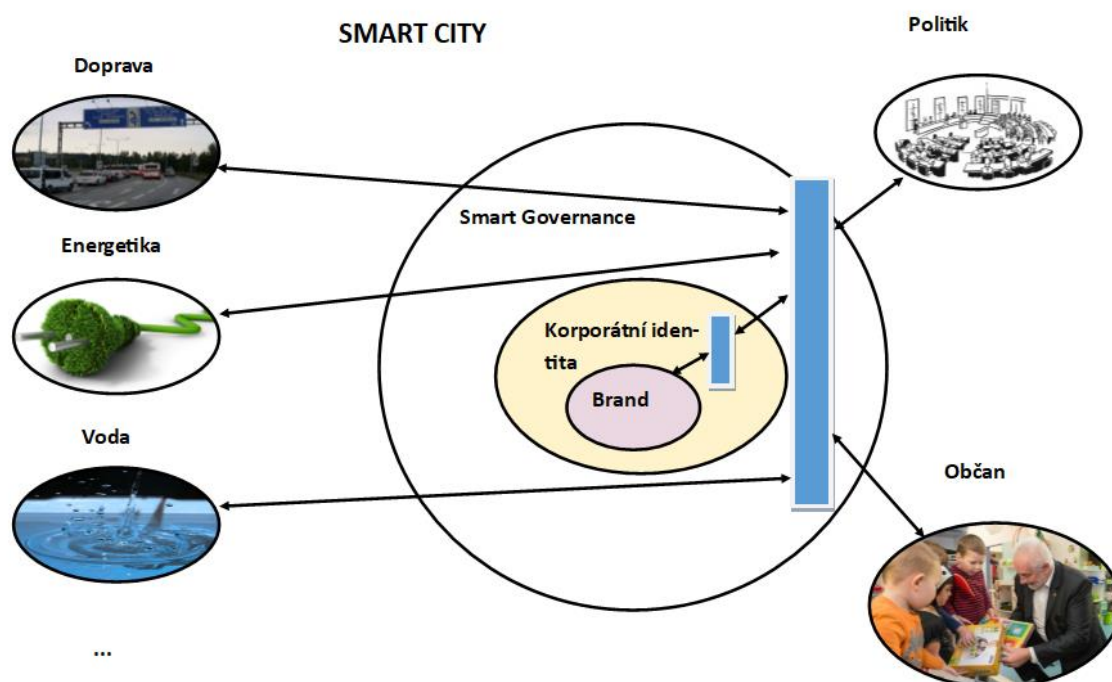 SMART CITY
Politik
Doprava
Smart Governance
Energetika
Korporátní iden-
tita
Brand
Voda
Občan
...